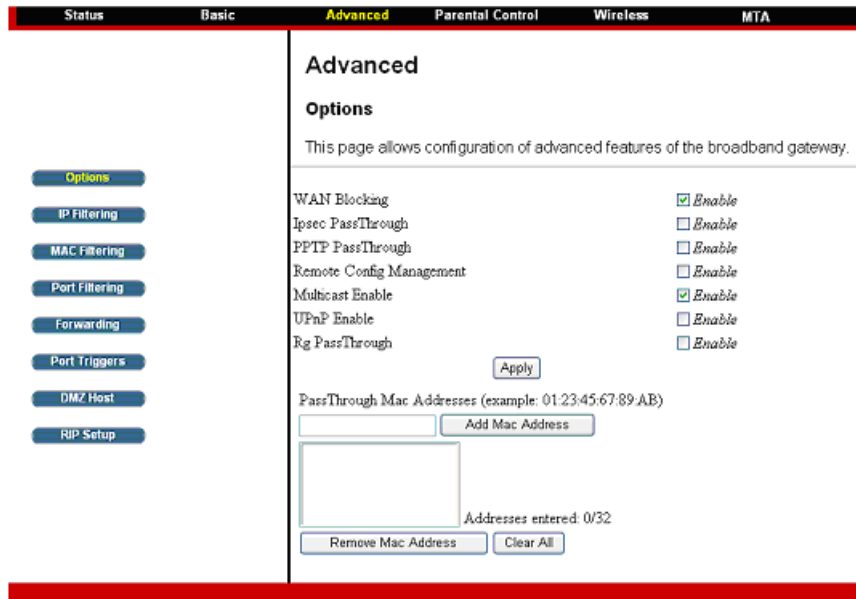 Status Basic Advanced Parental Control Wireless MTA
Advanced
Options
This page allows configuration of advanced features of the broadband gateway.
Options
IP Filtering
MAC Filtering
Port Filtering
Forwarding
Port Triggers
DMZ Host
RIP Setup
WAN Blocking Enable
Ipsec PassThrough Enable
PPTP PassThrough Enable
Remote Config Management Enable
Multicast Enable Enable
UPnP Enable Enable
Rg PassThrough Enable
Apply
PassThrough Mac Addresses (example: 01:23:45:67:89:AB)
Add Mac Address
Addresses entered: 0/32
Remove Mac Address Clear All